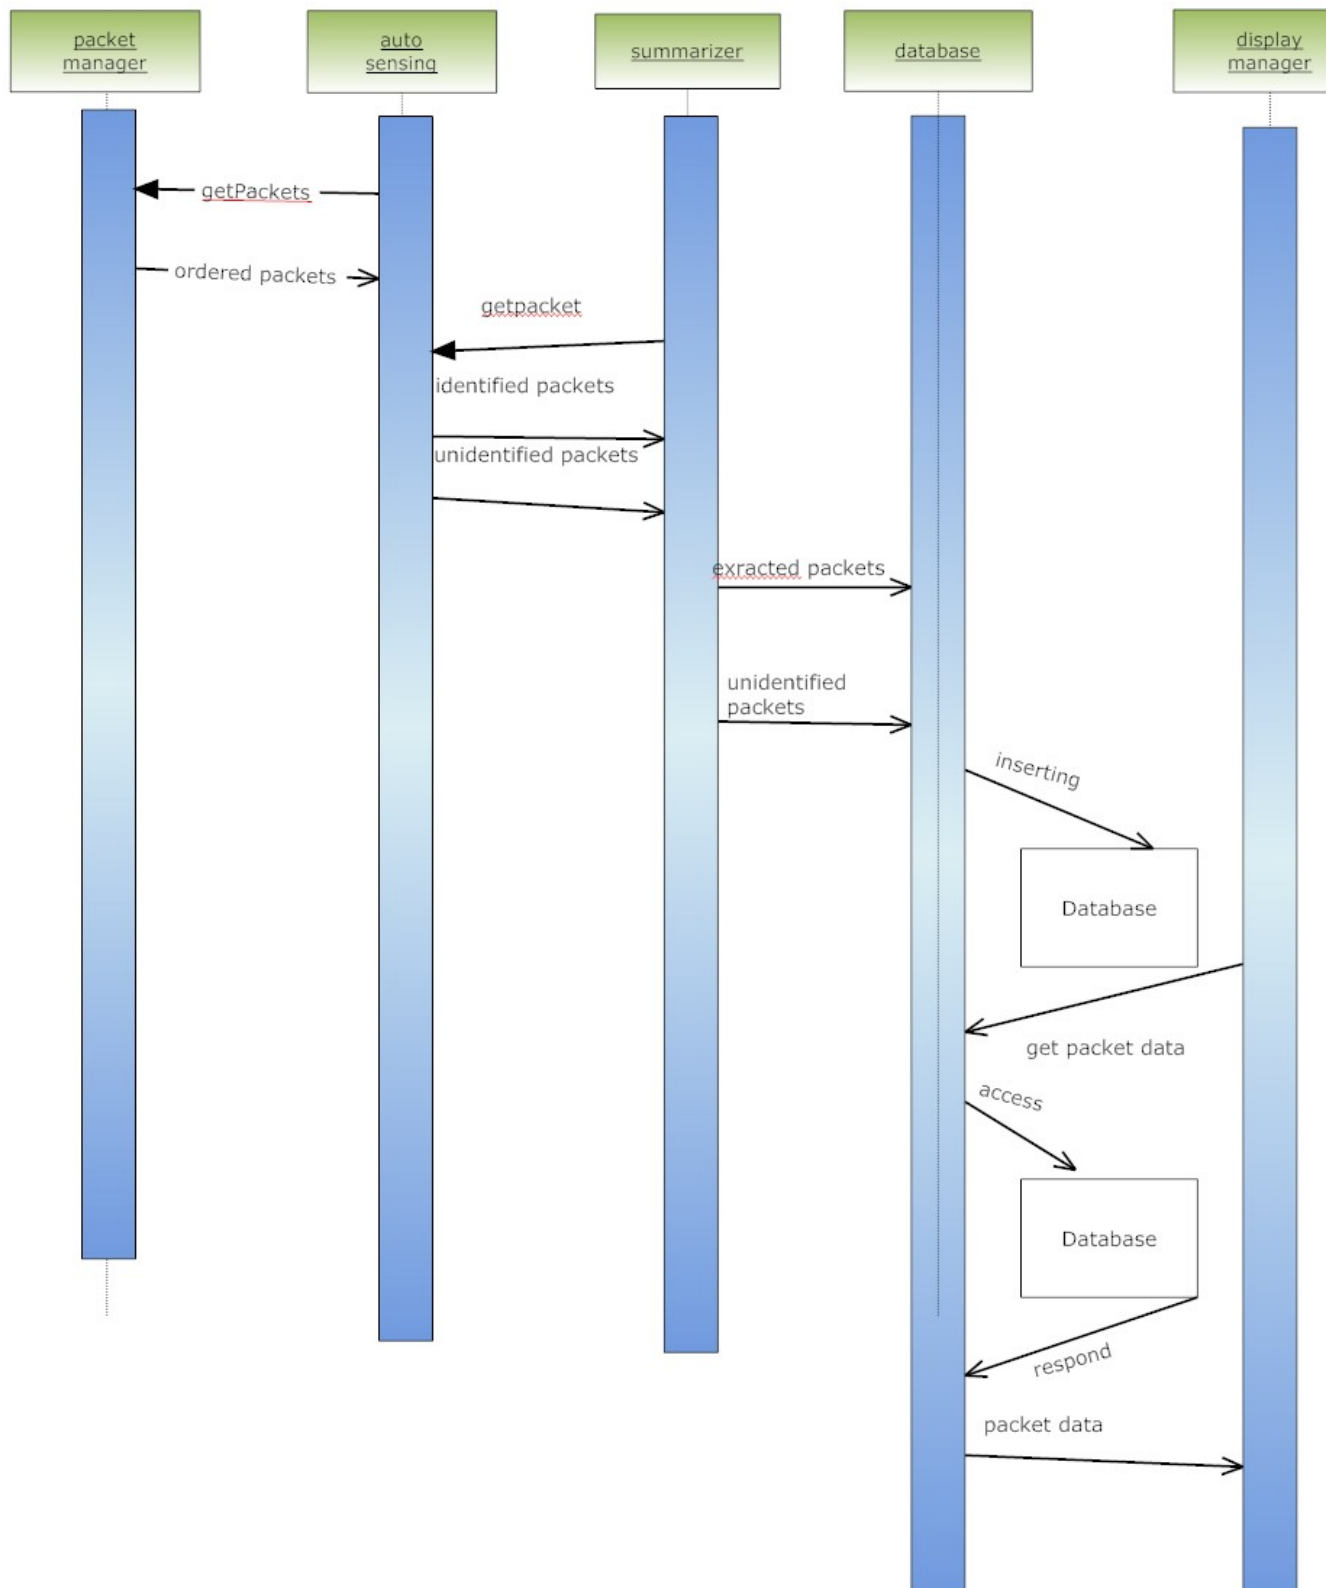 packet
manager
auto
sensing
summarizer
database
display
manager
getPackets
ordered packets
getpacket
identified packets
unidentified packets
exracted packets
unidentified
packets
inserting
Database
get packet data
access
Database
respond
packet data